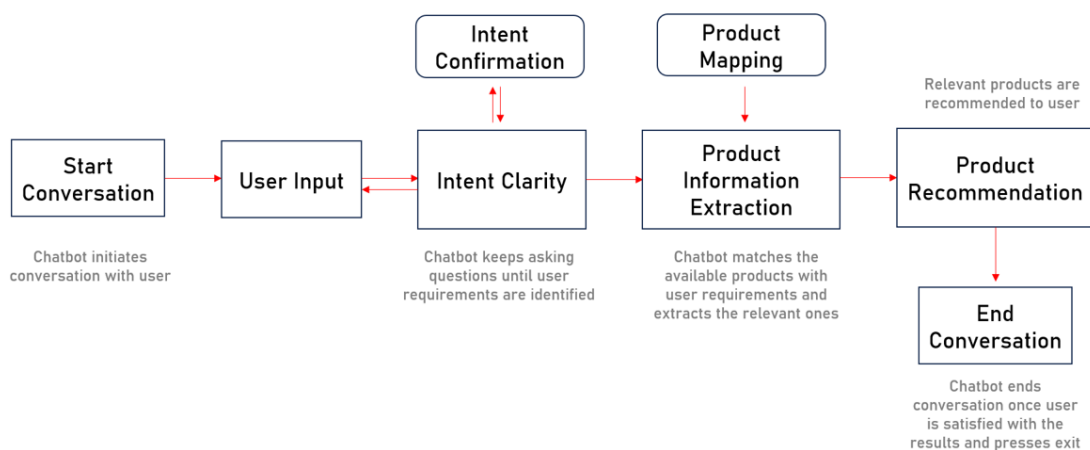 Intent
Confirmation
Product
Mapping
Relevant products are
recommended to user
Start
Conversation
User Input
Intent Clarity
Product
Information
Extraction
Product
Recommendation
Chatbot initiates
conversation with user
Chatbot keeps asking
questions until user
requirements are identified
Chatbot matches the
available products with
user requirements and
extracts the relevant ones
End
Conversation
Chatbot ends
conversation once user
is satisfied with the
results and presses exit